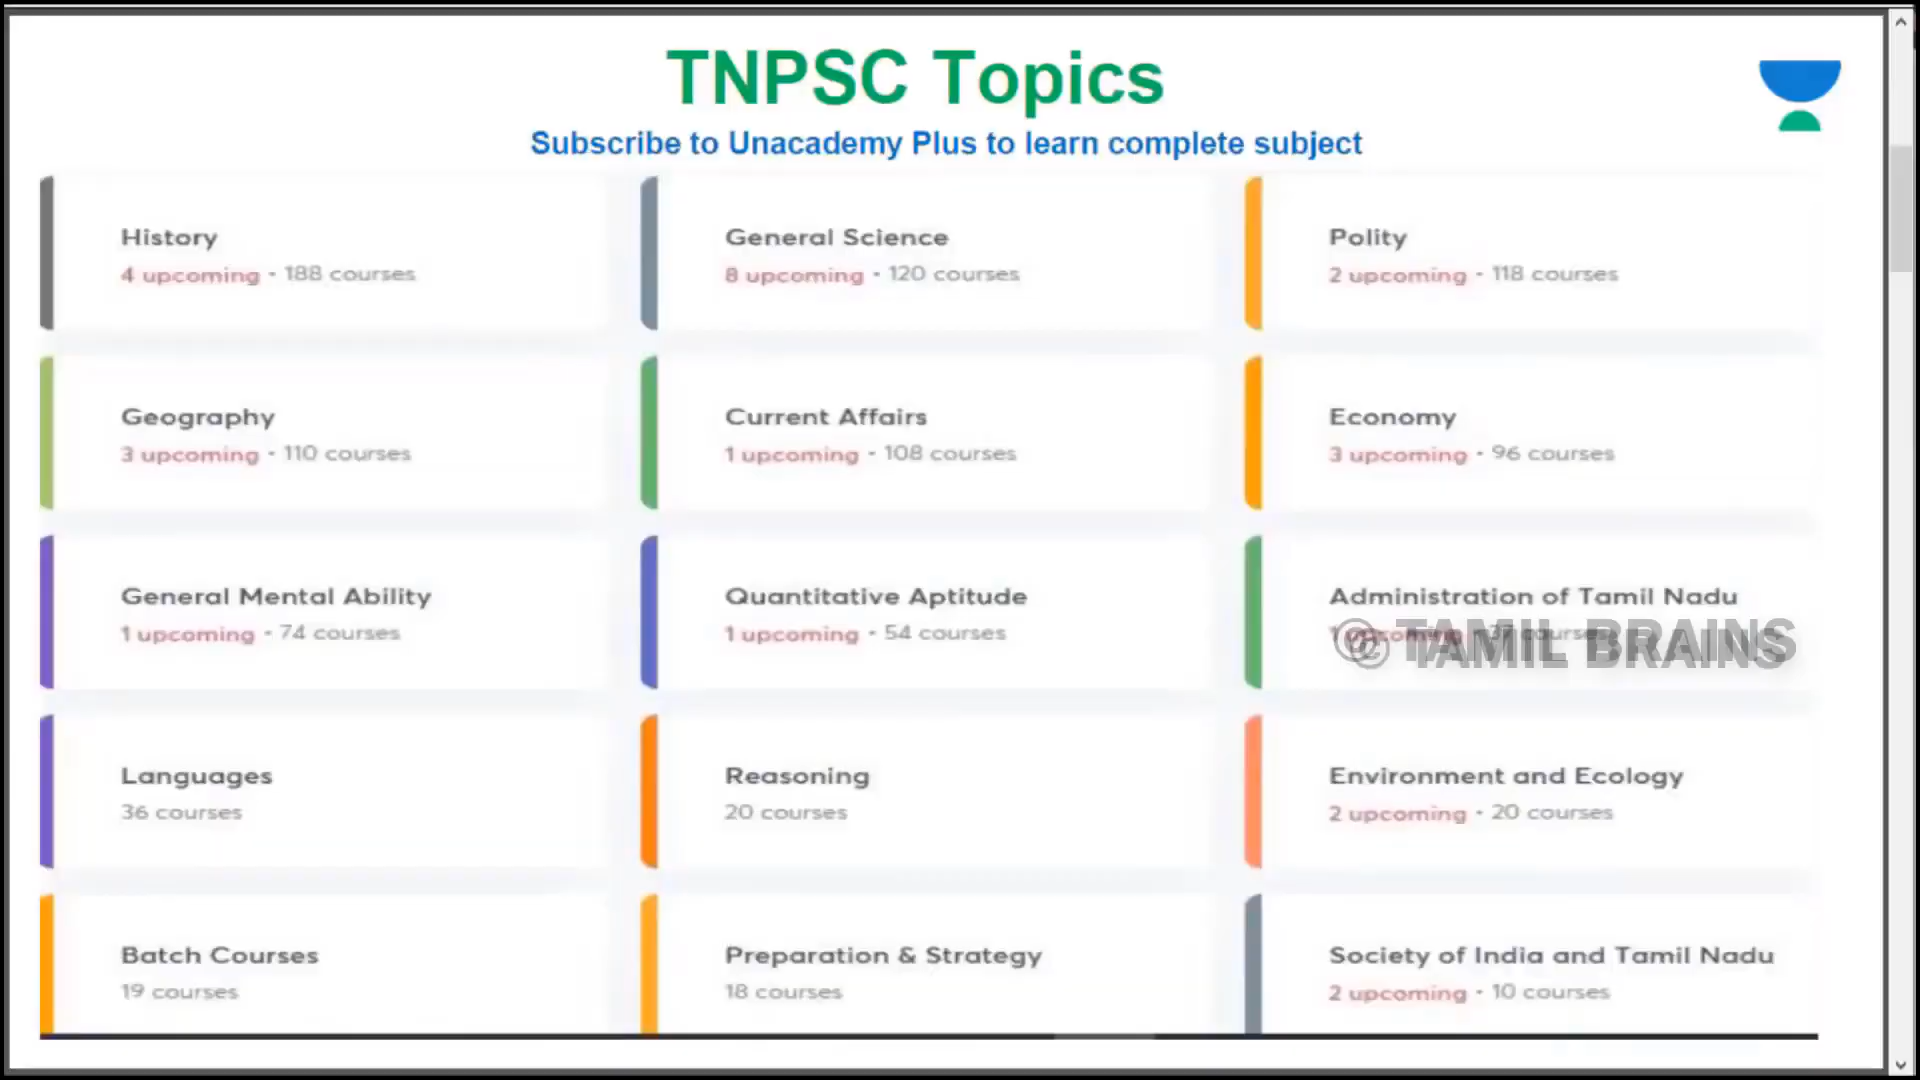 TNPSC Topics
Subscribe to Unacademy Plus to learn complete subject
History
4 upcoming • 188 courses
General Science
8 upcoming • 120 courses
Polity
2 upcoming • 118 courses
Geography
3 upcoming • 110 courses
Current Affairs
1 upcoming • 108 courses
Economy
3 upcoming • 96 courses
General Mental Ability
1 upcoming • 74 courses
Quantitative Aptitude
1 upcoming • 54 courses
Administration of Tamil Nadu
1 upcoming • 37 courses
© TAMIL BRAINS
Languages
36 courses
Reasoning
20 courses
Environment and Ecology
2 upcoming • 20 courses
Batch Courses
19 courses
Preparation & Strategy
18 courses
Society of India and Tamil Nadu
2 upcoming • 10 courses